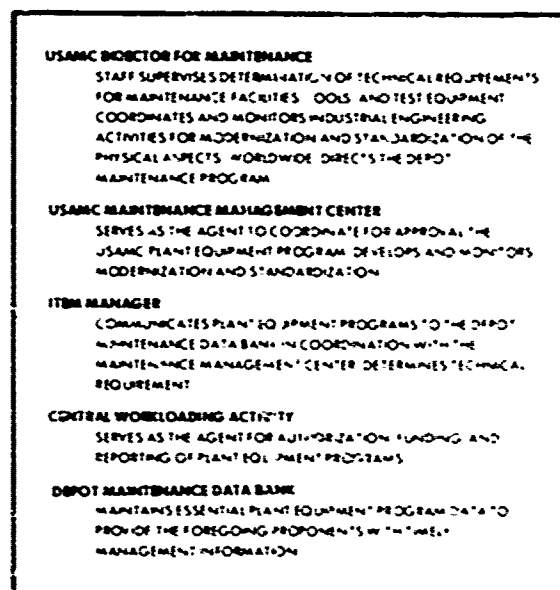 USAMC DIRECTOR FOR MAINTENANCE
STAFF SUPERVISES DETERMINATION OF TECHNICAL REQUIREMENTS
FOR MAINTENANCE FACILITIES TOOLS AND TEST EQUIPMENT
COORDINATES AND MONITORS INDUSTRIAL ENGINEERING
ACTIVITIES FOR MODERNIZATION AND STANDARDIZATION OF THE
PHYSICAL ASPECTS WORLDWIDE DIRECTS THE DEPOT
MAINTENANCE PROGRAM
USAMC MAINTENANCE MANAGEMENT CENTER
SERVES AS THE AGENT TO COORDINATE FOR APPROVAL THE
USAMC PLANT EQUIPMENT PROGRAM DEVELOPS AND MONITORS
MODERNIZATION AND STANDARDIZATION
ITEM MANAGER
COMMUNICATES PLANT EQUIPMENT PROGRAMS TO THE DEPOT
MAINTENANCE DATA BANK IN COORDINATION WITH THE
MAINTENANCE MANAGEMENT CENTER DETERMINES TECHNICAL
REQUIREMENT
CENTRAL WORKLOADING ACTIVITY
SERVES AS THE AGENT FOR AUTHORIZATION FUNDING AND
REPORTING OF PLANT EQUIPMENT PROGRAMS
DEPOT MAINTENANCE DATA BANK
MAINTAINS ESSENTIAL PLANT EQUIPMENT PROGRAM DATA TO
PROVIDE THE FOREGOING PROPONENTS WITH TIMELY
MANAGEMENT INFORMATION